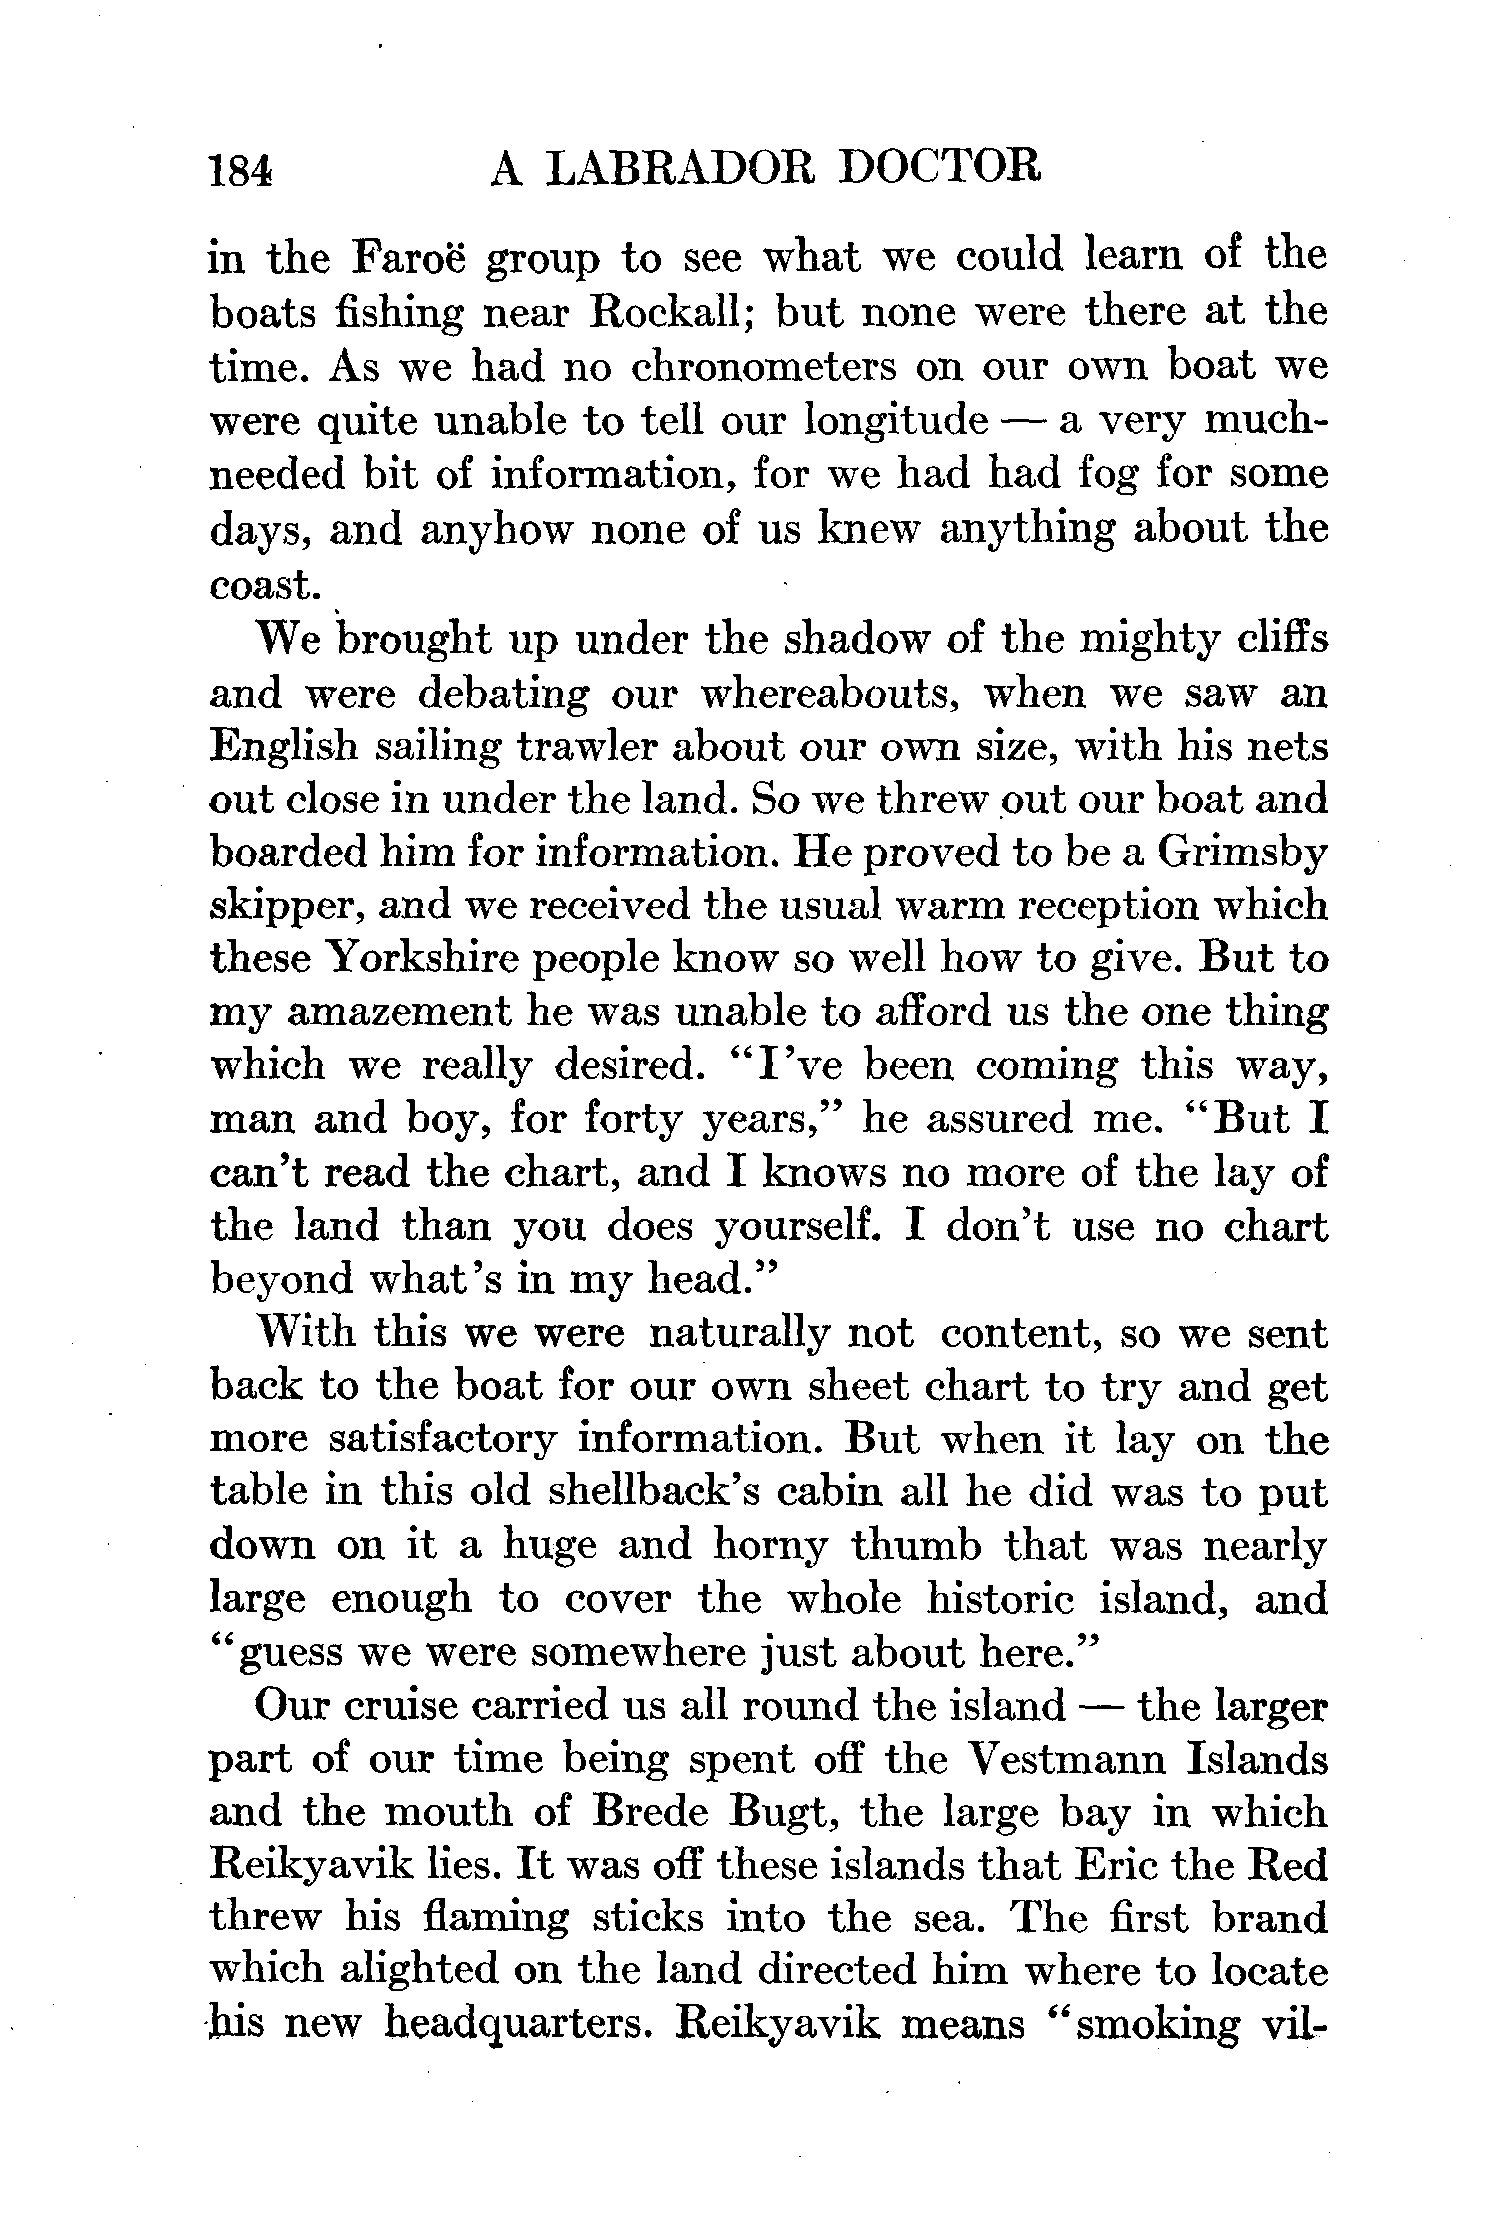 184 A LABRADOR DOCTOR
in the Faroë group to see what we could learn of the
boats fishing near Rockall; but none were there at the
time. As we had no chronometers on our own boat we
were quite unable to tell our longitude — a very much-
needed bit of information, for we had had fog for some
days, and anyhow none of us knew anything about the
coast.
We brought up under the shadow of the mighty cliffs
and were debating our whereabouts, when we saw an
English sailing trawler about our own size, with his nets
out close in under the land. So we threw out our boat and
boarded him for information. He proved to be a Grimsby
skipper, and we received the usual warm reception which
these Yorkshire people know so well how to give. But to
my amazement he was unable to afford us the one thing
which we really desired. "I've been coming this way,
man and boy, for forty years," he assured me. "But I
can't read the chart, and I knows no more of the lay of
the land than you does yourself. I don't use no chart
beyond what's in my head."
With this we were naturally not content, so we sent
back to the boat for our own sheet chart to try and get
more satisfactory information. But when it lay on the
table in this old shellback's cabin all he did was to put
down on it a huge and horny thumb that was nearly
large enough to cover the whole historic island, and
"guess we were somewhere just about here."
Our cruise carried us all round the island — the larger
part of our time being spent off the Vestmann Islands
and the mouth of Brede Bugt, the large bay in which
Reikyavik lies. It was off these islands that Eric the Red
threw his flaming sticks into the sea. The first brand
which alighted on the land directed him where to locate
his new headquarters. Reikyavik means "smoking vil-